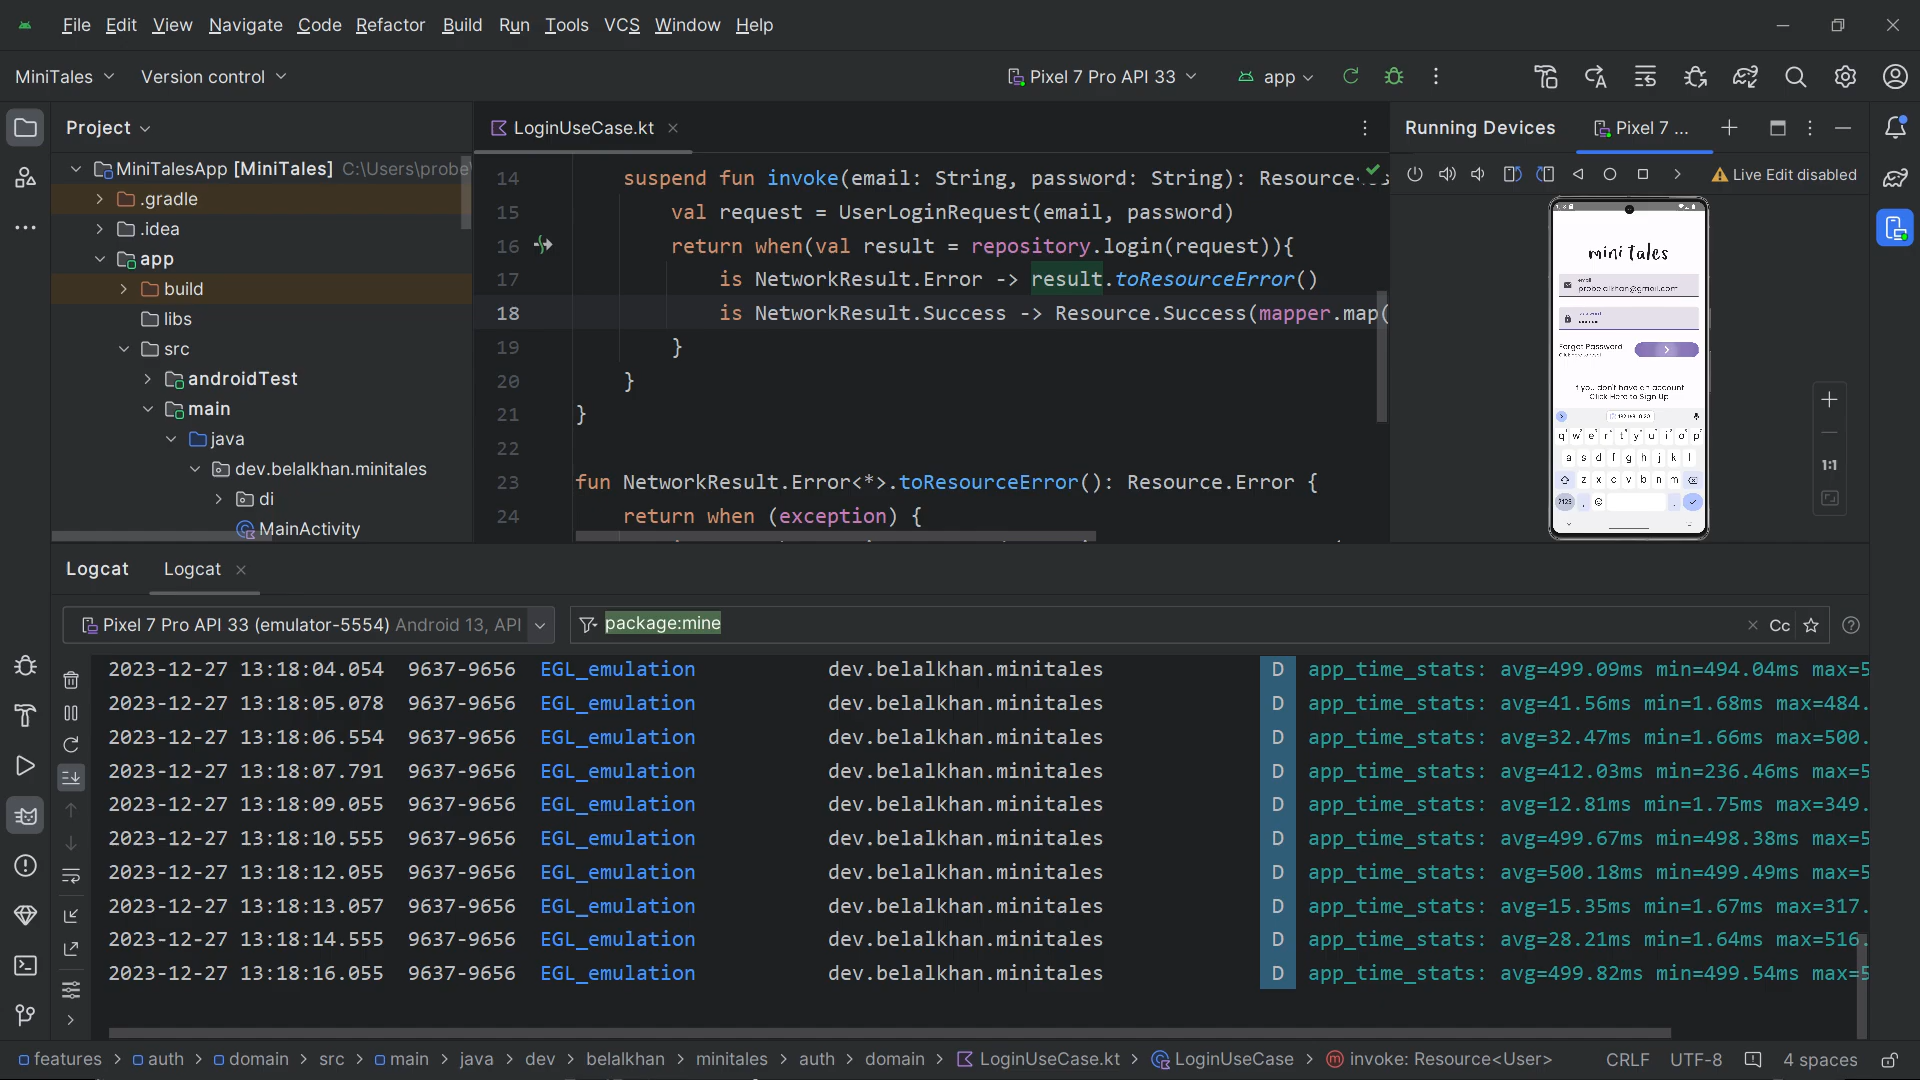 File Edit View Navigate Code Refactor Build Run Tools VCS Window Help
MiniTales Version control Pixel 7 Pro API 33 app
Project
MiniTalesApp [MiniTales] C:\Users\probe
.gradle
.idea
app
build
libs
src
androidTest
main
java
dev.belalkhan.minitales
di
MainActivity
LoginUseCase.kt
14 suspend fun invoke(email: String, password: String): Resource
15 val request = UserLoginRequest(email, password)
16 return when(val result = repository.login(request)){
17 is NetworkResult.Error -> result.toResourceError()
18 is NetworkResult.Success -> Resource.Success(mapper.map(
19 }
20 }
21 }
22
23 fun NetworkResult.Error<*>.toResourceError(): Resource.Error {
24 return when (exception) {
Running Devices Pixel 7 ...
Live Edit disabled
mini tales
email
probelalkhan@gmail.com
Forgot Password
If you don't have an account
Click Here to Sign Up
q w e r t y u i o p
a s d f g h j k l
z x c v b n m
?123 , .
1:1
Logcat Logcat
Pixel 7 Pro API 33 (emulator-5554) Android 13, API package:mine Cc
2023-12-27 13:18:04.054 9637-9656 EGL_emulation dev.belalkhan.minitales D app_time_stats: avg=499.09ms min=494.04ms max=5
2023-12-27 13:18:05.078 9637-9656 EGL_emulation dev.belalkhan.minitales D app_time_stats: avg=41.56ms min=1.68ms max=484.
2023-12-27 13:18:06.554 9637-9656 EGL_emulation dev.belalkhan.minitales D app_time_stats: avg=32.47ms min=1.66ms max=500.
2023-12-27 13:18:07.791 9637-9656 EGL_emulation dev.belalkhan.minitales D app_time_stats: avg=412.03ms min=236.46ms max=5
2023-12-27 13:18:09.055 9637-9656 EGL_emulation dev.belalkhan.minitales D app_time_stats: avg=12.81ms min=1.75ms max=349.
2023-12-27 13:18:10.555 9637-9656 EGL_emulation dev.belalkhan.minitales D app_time_stats: avg=499.67ms min=498.38ms max=5
2023-12-27 13:18:12.055 9637-9656 EGL_emulation dev.belalkhan.minitales D app_time_stats: avg=500.18ms min=499.49ms max=5
2023-12-27 13:18:13.057 9637-9656 EGL_emulation dev.belalkhan.minitales D app_time_stats: avg=15.35ms min=1.67ms max=317.
2023-12-27 13:18:14.555 9637-9656 EGL_emulation dev.belalkhan.minitales D app_time_stats: avg=28.21ms min=1.64ms max=516.
2023-12-27 13:18:16.055 9637-9656 EGL_emulation dev.belalkhan.minitales D app_time_stats: avg=499.82ms min=499.54ms max=5
features > auth > domain > src > main > java > dev > belalkhan > minitales > auth > domain > LoginUseCase.kt > LoginUseCase > invoke: Resource<User> CRLF UTF-8 4 spaces